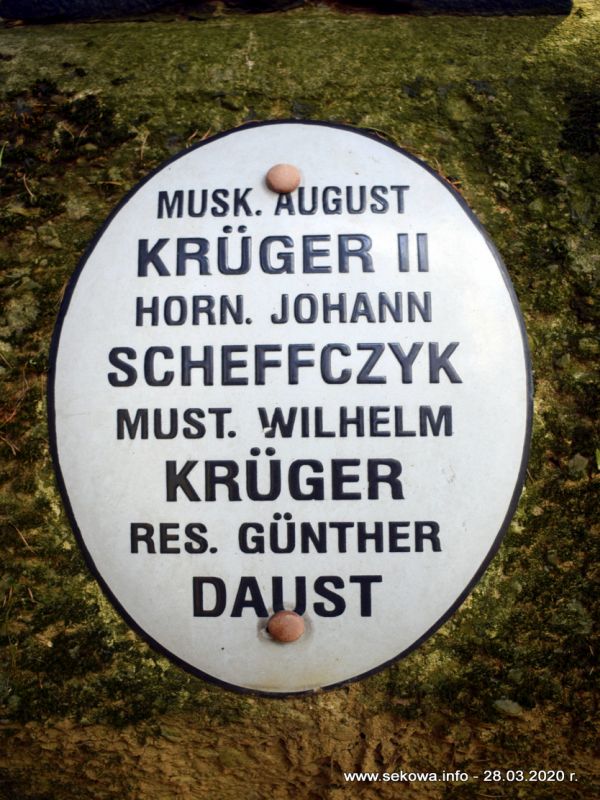 MUSK. AUGUST
KRÜGER II
HORN. JOHANN
SCHEFFCZYK
MUST. WILHELM
KRÜGER
RES. GÜNTHER
DAUST
www.sekowa.info - 28.03.2020 r.